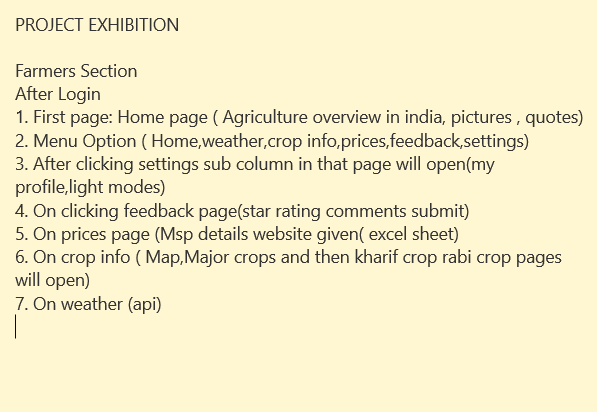 PROJECT EXHIBITION
Farmers Section
After Login
1. First page: Home page ( Agriculture overview in india, pictures , quotes)
2. Menu Option ( Home,weather,crop info,prices,feedback,settings)
3. After clicking settings sub column in that page will open(my
profile,light modes)
4. On clicking feedback page(star rating comments submit)
5. On prices page (Msp details website given( excel sheet)
6. On crop info ( Map,Major crops and then kharif crop rabi crop pages
will open)
7. On weather (api)